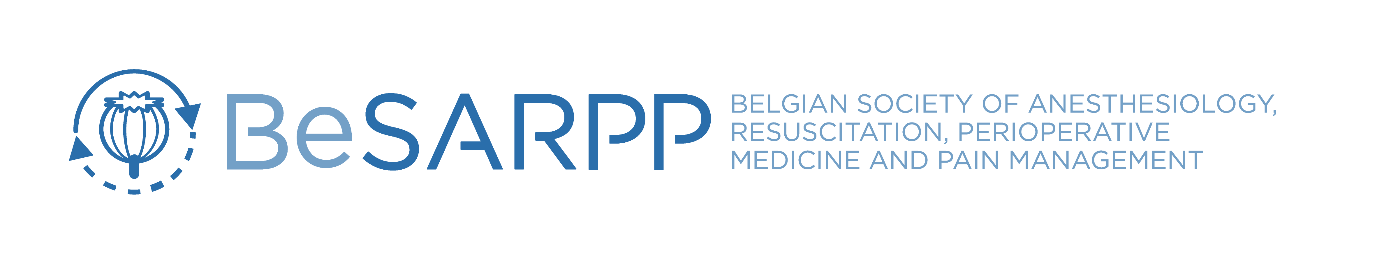 BeSARPP
BELGIAN SOCIETY OF ANESTHESIOLOGY,
RESUSCITATION, PERIOPERATIVE
MEDICINE AND PAIN MANAGEMENT